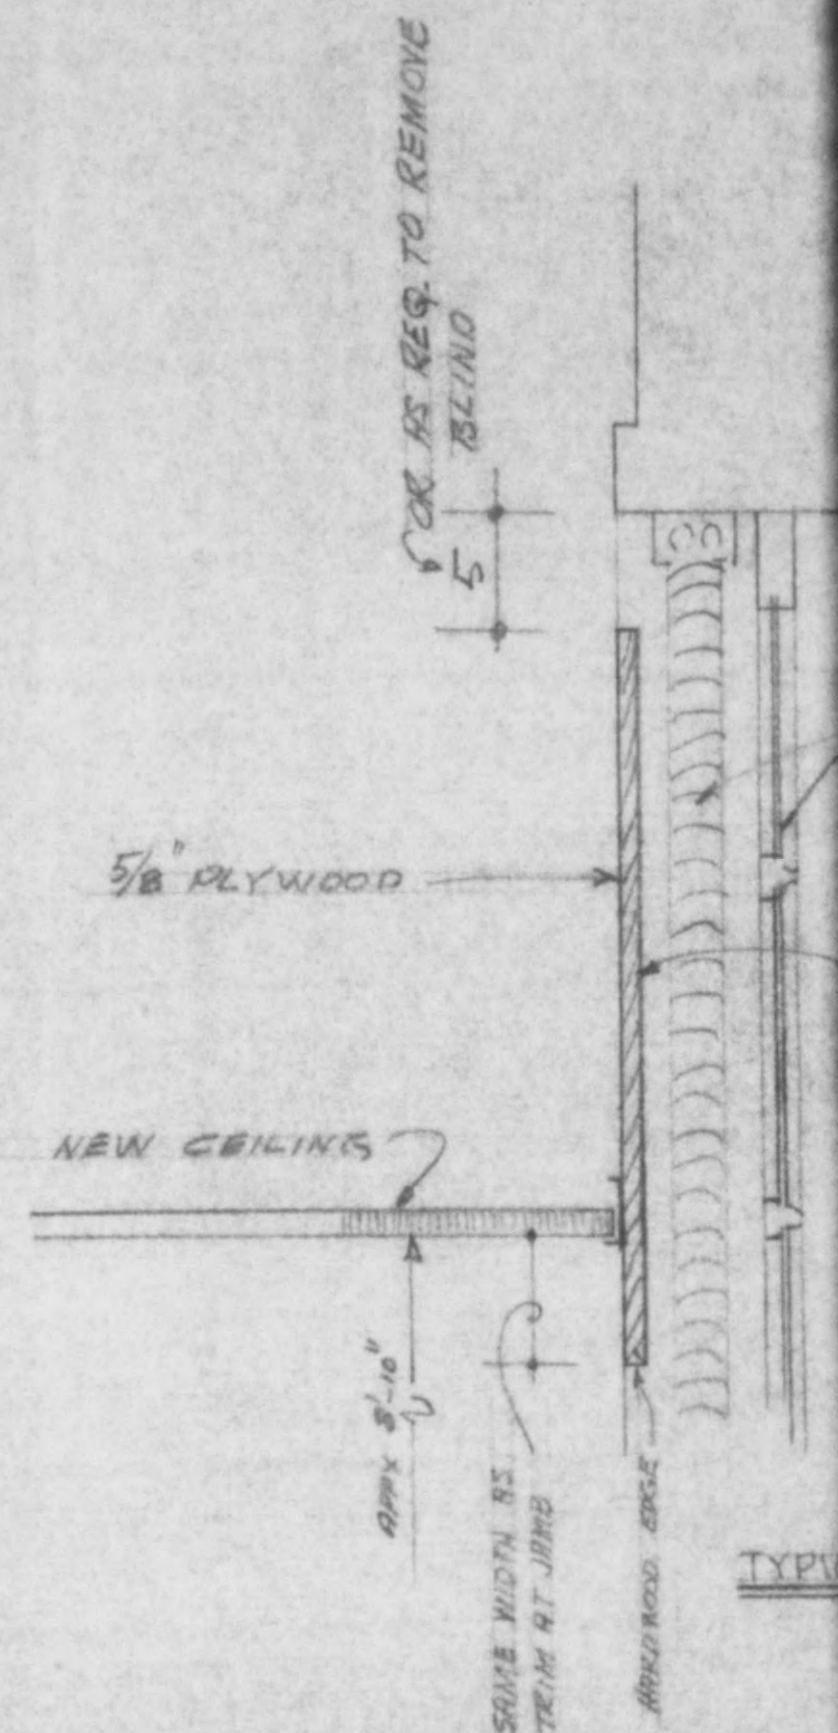 OR AS REQ. TO REMOVE
BLIND
5
5/8" PLYWOOD
NEW CEILING
APPX 8'-10"
SAME WIDTH AS
TRIM AT JAMB
HARDWOOD EDGE